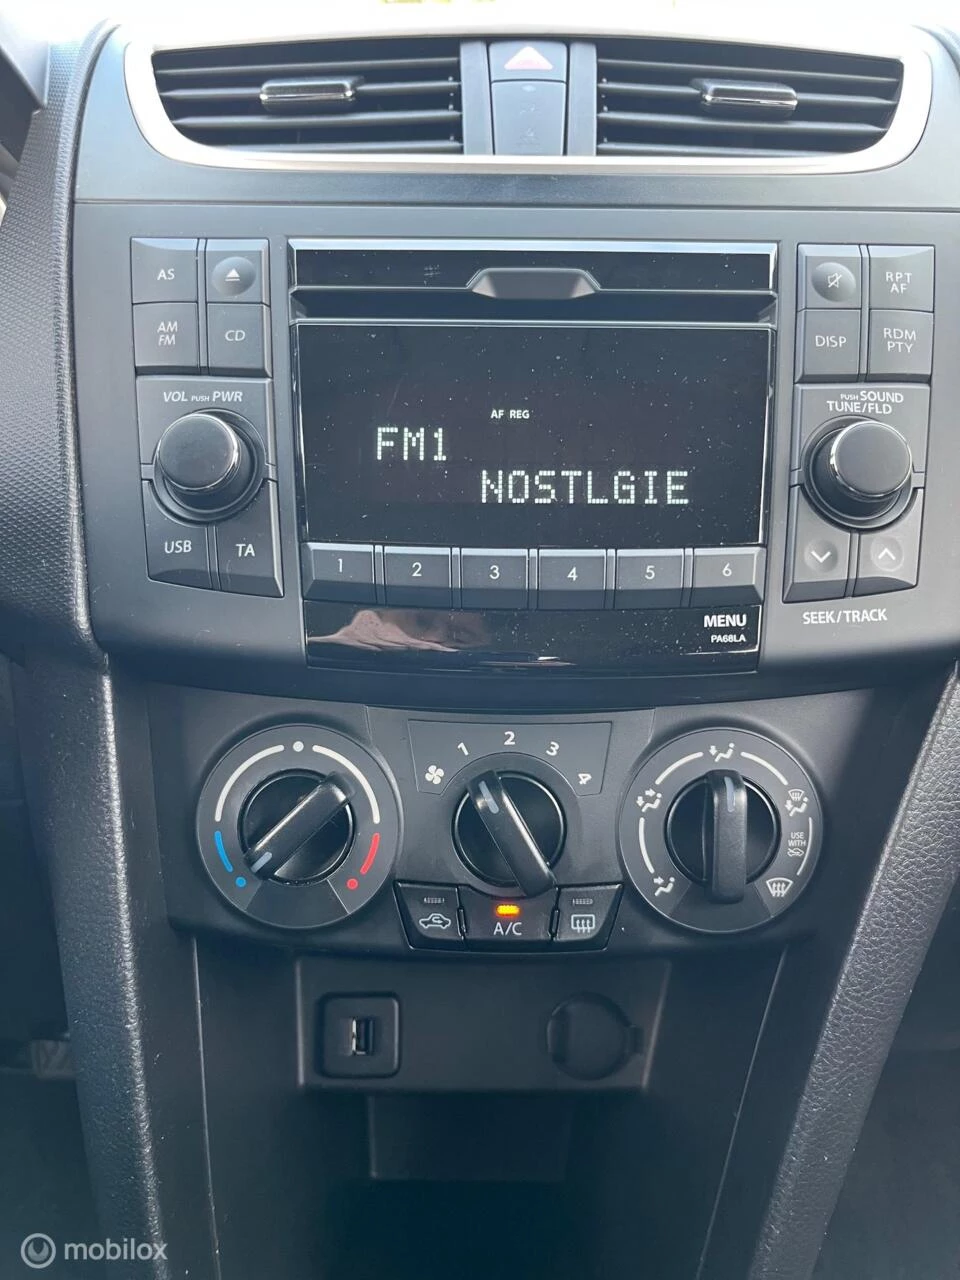 AS
RPT
AF
AM
FM
CD
DISP
RDM
PTY
VOL PUSH PWR
PUSH SOUND
TUNE/FLD
AF REG
FM1
NOSTLGIE
USB
TA
1 2 3 4 5 6
MENU
PA68LA
SEEK/TRACK
1 2 3 4
USE
WITH
A/C
mobilox